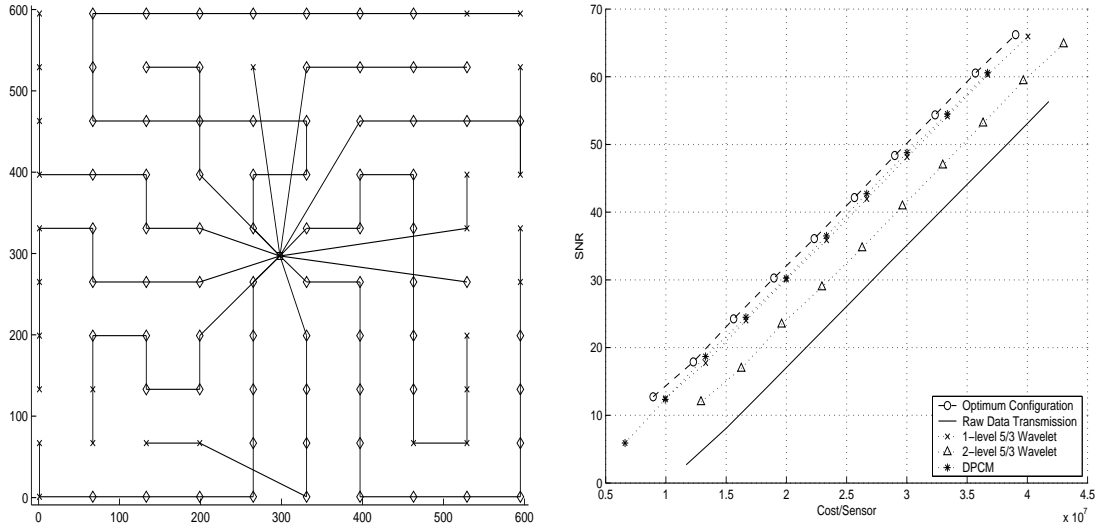 600
500
400
300
200
100
0
0 100 200 300 400 500 600
70
60
50
40
30
20
10
0
SNR
Optimum Configuration
Raw Data Transmission
1−level 5/3 Wavelet
2−level 5/3 Wavelet
DPCM
0.5 1 1.5 2 2.5 3 3.5 4 4.5
Cost/Sensor
x 10^7